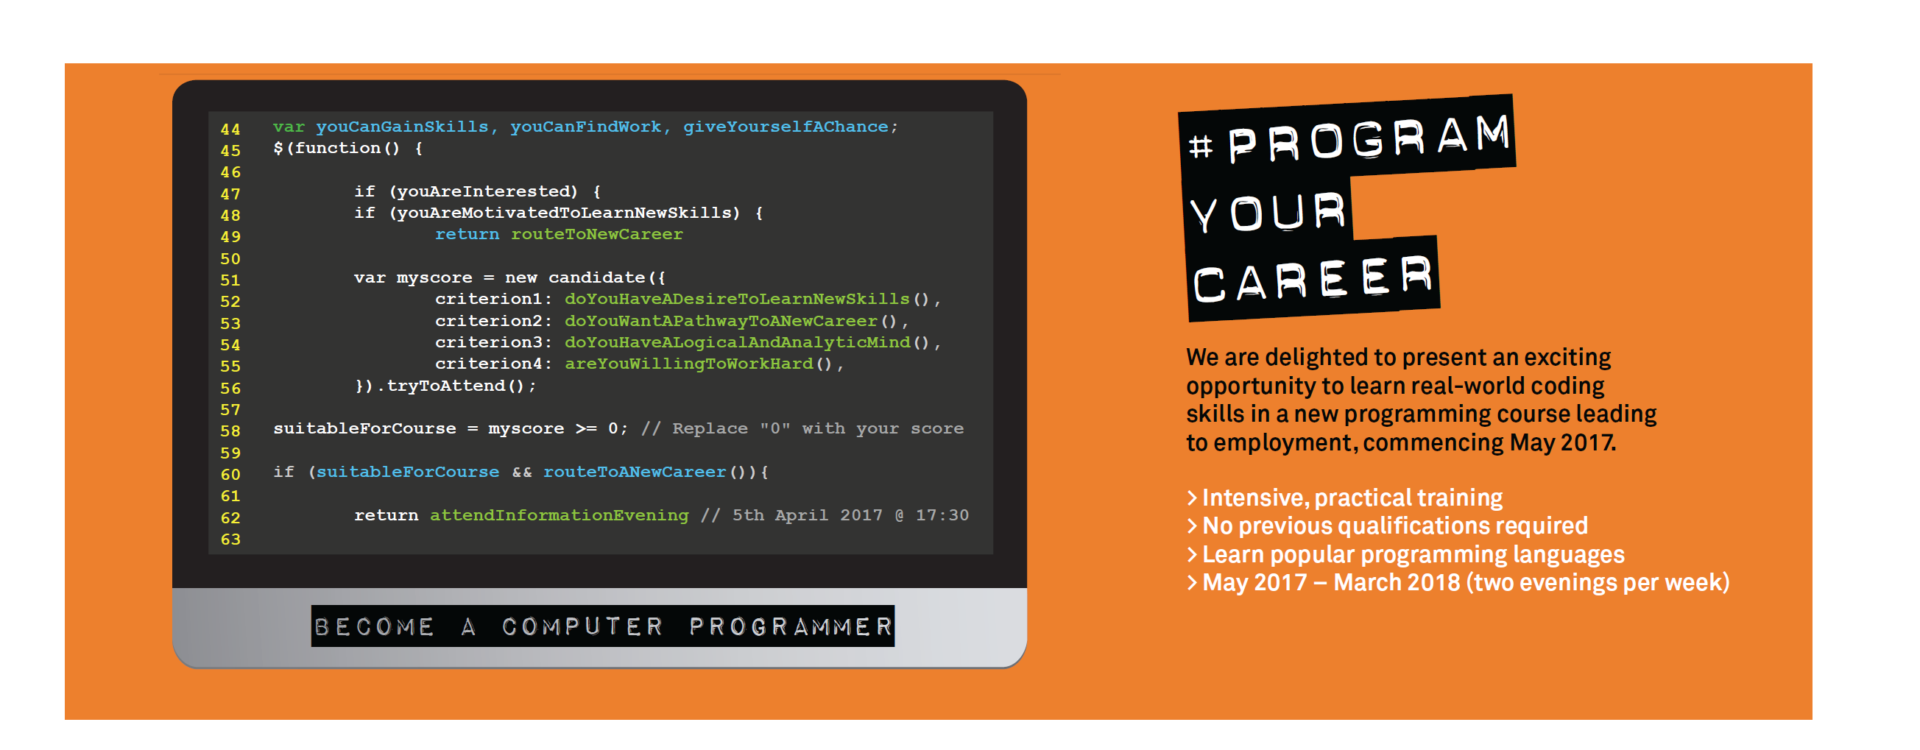 44 var youCanGainSkills, youCanFindWork, giveYourselfAChance;
45 $(function() {
46
47 if (youAreInterested) {
48 if (youAreMotivatedToLearnNewSkills) {
49 return routeToNewCareer
50
51 var myscore = new candidate({
52 criterion1: doYouHaveADesireToLearnNewSkills(),
53 criterion2: doYouWantAPathwayToANewCareer(),
54 criterion3: doYouHaveALogicalAndAnalyticMind(),
55 criterion4: areYouWillingToWorkHard(),
56 }).tryToAttend();
57
58 suitableForCourse = myscore >= 0; // Replace "0" with your score
59
60 if (suitableForCourse && routeToANewCareer()){
61
62 return attendInformationEvening // 5th April 2017 @ 17:30
63
BECOME A COMPUTER PROGRAMMER
#PROGRAM
YOUR
CAREER
We are delighted to present an exciting
opportunity to learn real-world coding
skills in a new programming course leading
to employment, commencing May 2017.
> Intensive, practical training
> No previous qualifications required
> Learn popular programming languages
> May 2017 – March 2018 (two evenings per week)